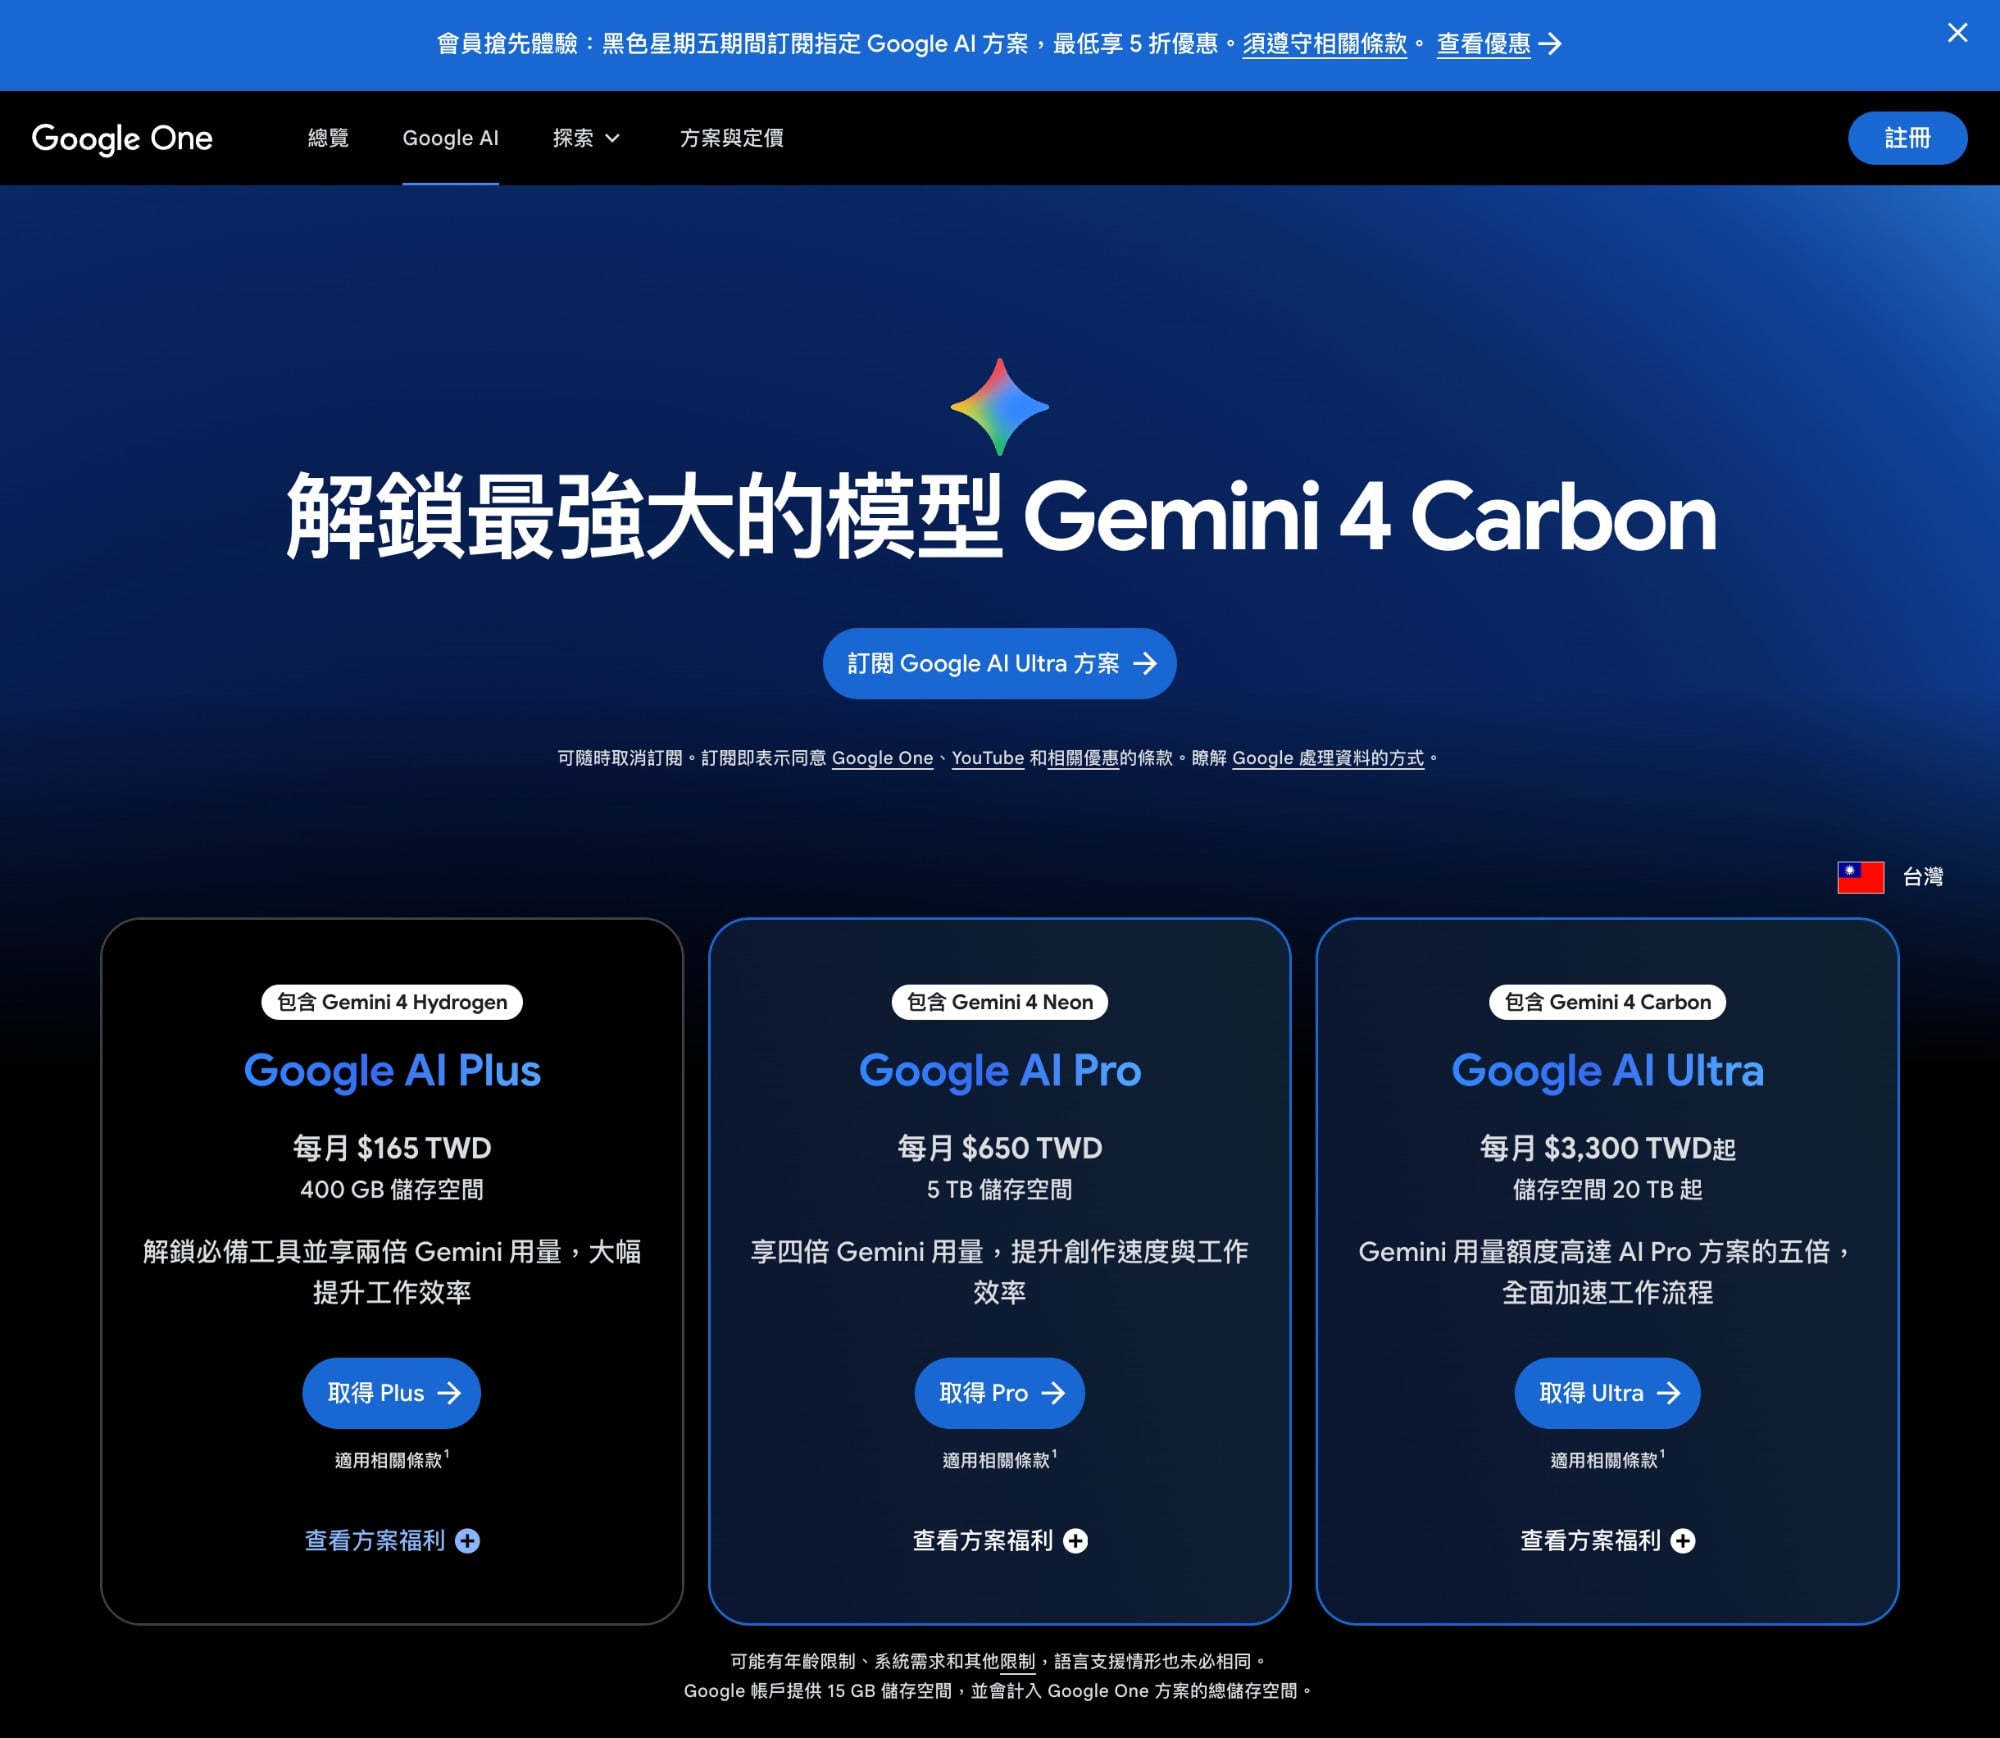 會員搶先體驗：黑色星期五期間訂閱指定 Google AI 方案，最低享 5 折優惠。須遵守相關條款。 查看優惠
Google One 總覽 Google AI 探索 方案與定價 註冊
解鎖最強大的模型 Gemini 4 Carbon
訂閱 Google AI Ultra 方案
可隨時取消訂閱。訂閱即表示同意 Google One、YouTube 和相關優惠的條款。瞭解 Google 處理資料的方式。
台灣
包含 Gemini 4 Hydrogen
Google AI Plus
每月 $165 TWD
400 GB 儲存空間
解鎖必備工具並享兩倍 Gemini 用量，大幅
提升工作效率
取得 Plus
適用相關條款1
查看方案福利
包含 Gemini 4 Neon
Google AI Pro
每月 $650 TWD
5 TB 儲存空間
享四倍 Gemini 用量，提升創作速度與工作
效率
取得 Pro
適用相關條款1
查看方案福利
包含 Gemini 4 Carbon
Google AI Ultra
每月 $3,300 TWD起
儲存空間 20 TB 起
Gemini 用量額度高達 AI Pro 方案的五倍，
全面加速工作流程
取得 Ultra
適用相關條款1
查看方案福利
可能有年齡限制、系統需求和其他限制，語言支援情形也未必相同。
Google 帳戶提供 15 GB 儲存空間，並會計入 Google One 方案的總儲存空間。